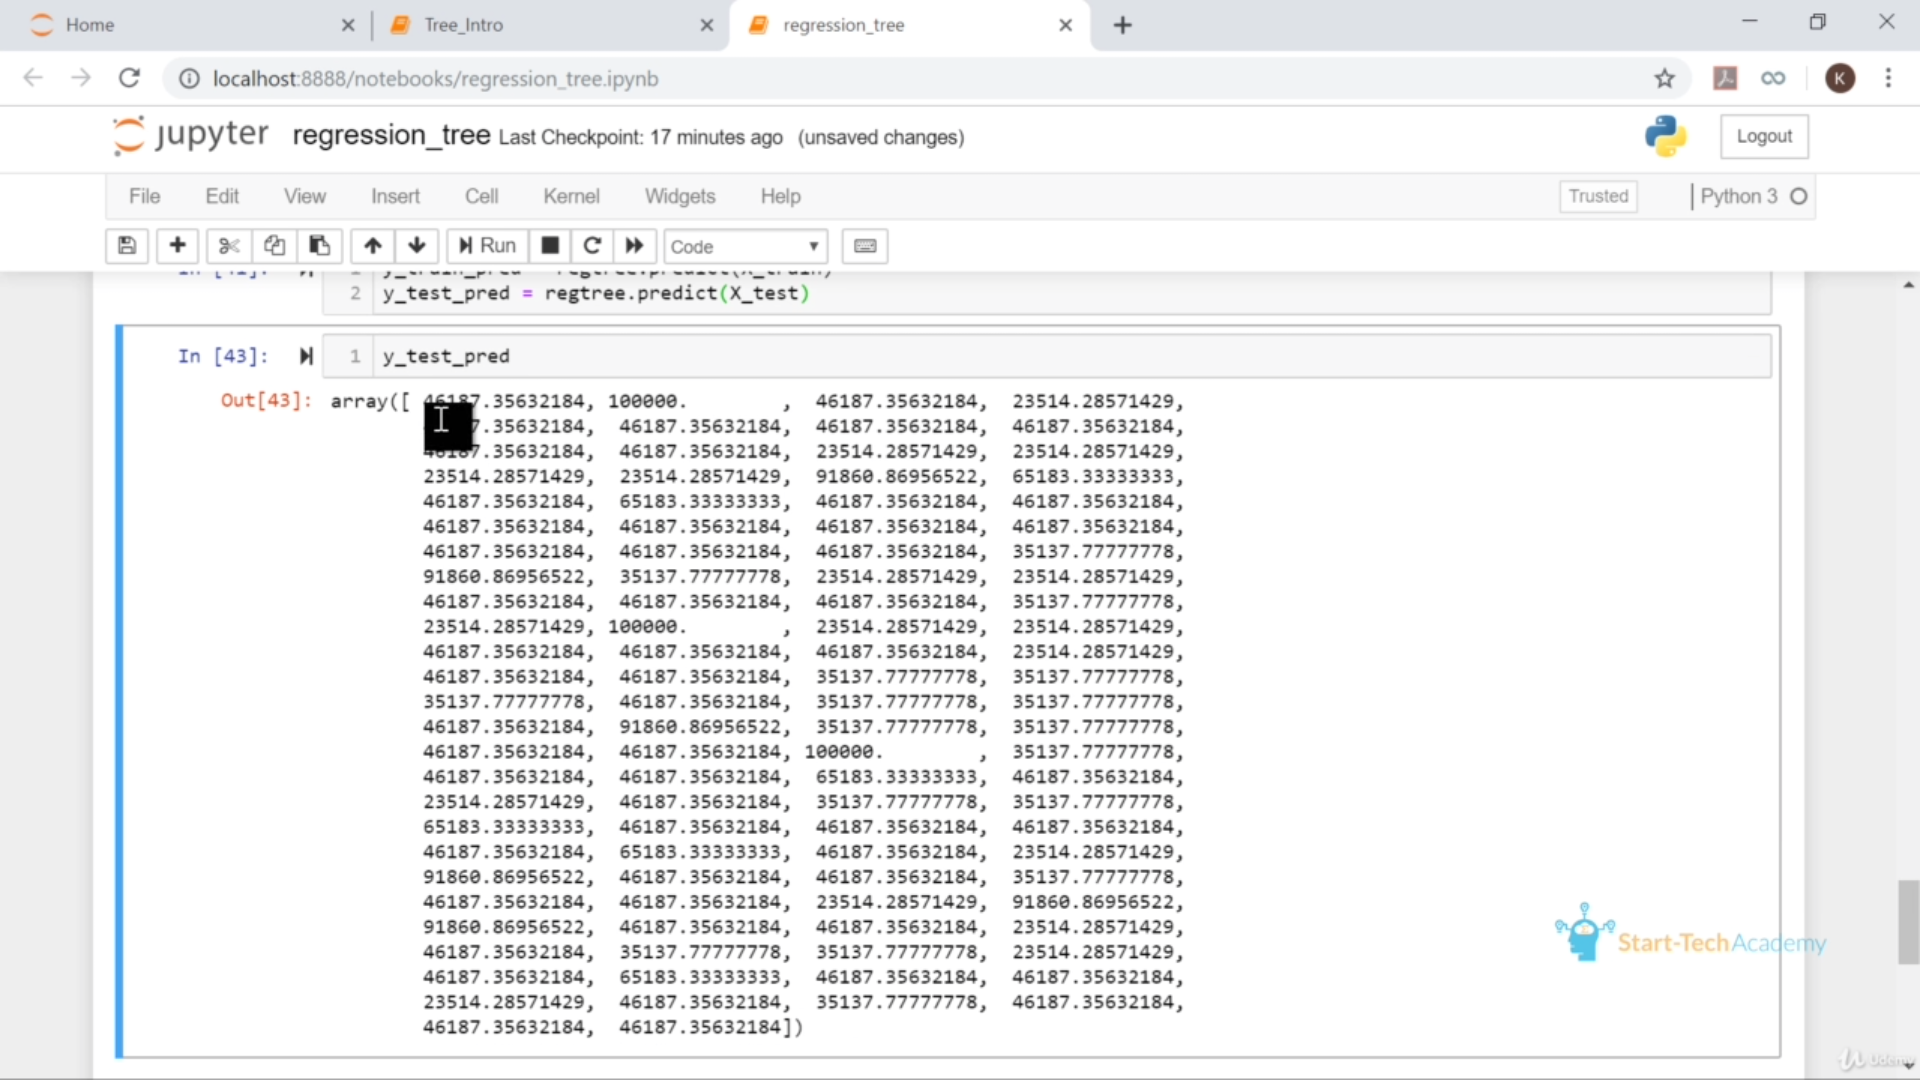 Home
Tree_Intro
regression_tree
localhost:8888/notebooks/regression_tree.ipynb
K
jupyter regression_tree Last Checkpoint: 17 minutes ago (unsaved changes)
Logout
File Edit View Insert Cell Kernel Widgets Help
Trusted
Python 3
Run
Code
2 y_test_pred = regtree.predict(X_test)
In [43]: 1 y_test_pred
Out[43]: array([ 46187.35632184, 100000. , 46187.35632184, 23514.28571429,
7.35632184, 46187.35632184, 46187.35632184, 46187.35632184,
46187.35632184, 46187.35632184, 23514.28571429, 23514.28571429,
23514.28571429, 23514.28571429, 91860.86956522, 65183.33333333,
46187.35632184, 65183.33333333, 46187.35632184, 46187.35632184,
46187.35632184, 46187.35632184, 46187.35632184, 46187.35632184,
46187.35632184, 46187.35632184, 46187.35632184, 35137.77777778,
91860.86956522, 35137.77777778, 23514.28571429, 23514.28571429,
46187.35632184, 46187.35632184, 46187.35632184, 35137.77777778,
23514.28571429, 100000. , 23514.28571429, 23514.28571429,
46187.35632184, 46187.35632184, 46187.35632184, 23514.28571429,
46187.35632184, 46187.35632184, 35137.77777778, 35137.77777778,
35137.77777778, 46187.35632184, 35137.77777778, 35137.77777778,
46187.35632184, 91860.86956522, 35137.77777778, 35137.77777778,
46187.35632184, 46187.35632184, 100000. , 35137.77777778,
46187.35632184, 46187.35632184, 65183.33333333, 46187.35632184,
23514.28571429, 46187.35632184, 35137.77777778, 35137.77777778,
65183.33333333, 46187.35632184, 46187.35632184, 46187.35632184,
46187.35632184, 65183.33333333, 46187.35632184, 23514.28571429,
91860.86956522, 46187.35632184, 46187.35632184, 35137.77777778,
46187.35632184, 46187.35632184, 23514.28571429, 91860.86956522,
91860.86956522, 46187.35632184, 46187.35632184, 23514.28571429,
46187.35632184, 35137.77777778, 35137.77777778, 23514.28571429,
46187.35632184, 65183.33333333, 46187.35632184, 46187.35632184,
23514.28571429, 46187.35632184, 35137.77777778, 46187.35632184,
46187.35632184, 46187.35632184])
Start-TechAcademy
Udemy